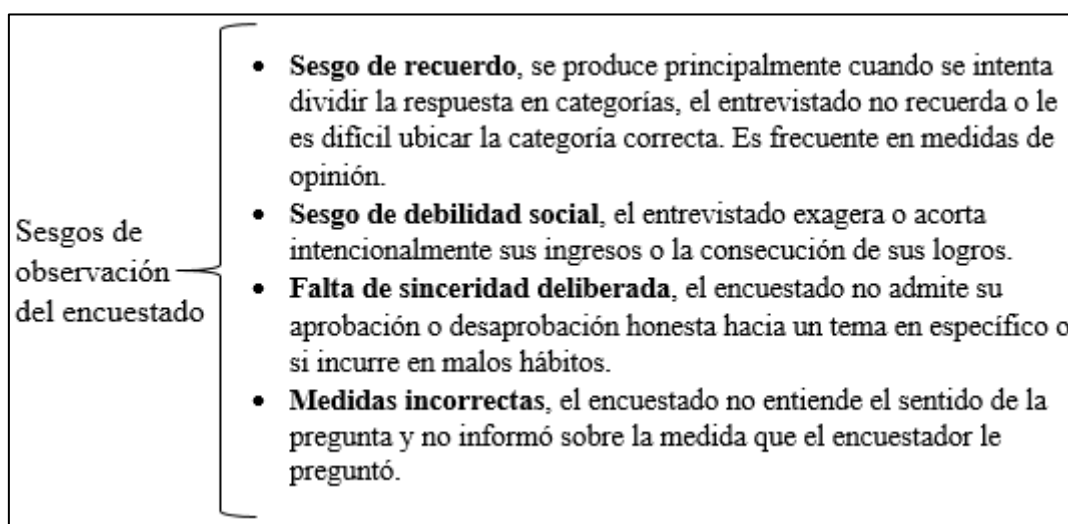 Sesgos de
observación
del encuestado
• Sesgo de recuerdo, se produce principalmente cuando se intenta
dividir la respuesta en categorías, el entrevistado no recuerda o le
es difícil ubicar la categoría correcta. Es frecuente en medidas de
opinión.
• Sesgo de debilidad social, el entrevistado exagera o acorta
intencionalmente sus ingresos o la consecución de sus logros.
• Falta de sinceridad deliberada, el encuestado no admite su
aprobación o desaprobación honesta hacia un tema en específico o
si incurre en malos hábitos.
• Medidas incorrectas, el encuestado no entiende el sentido de la
pregunta y no informó sobre la medida que el encuestador le
preguntó.